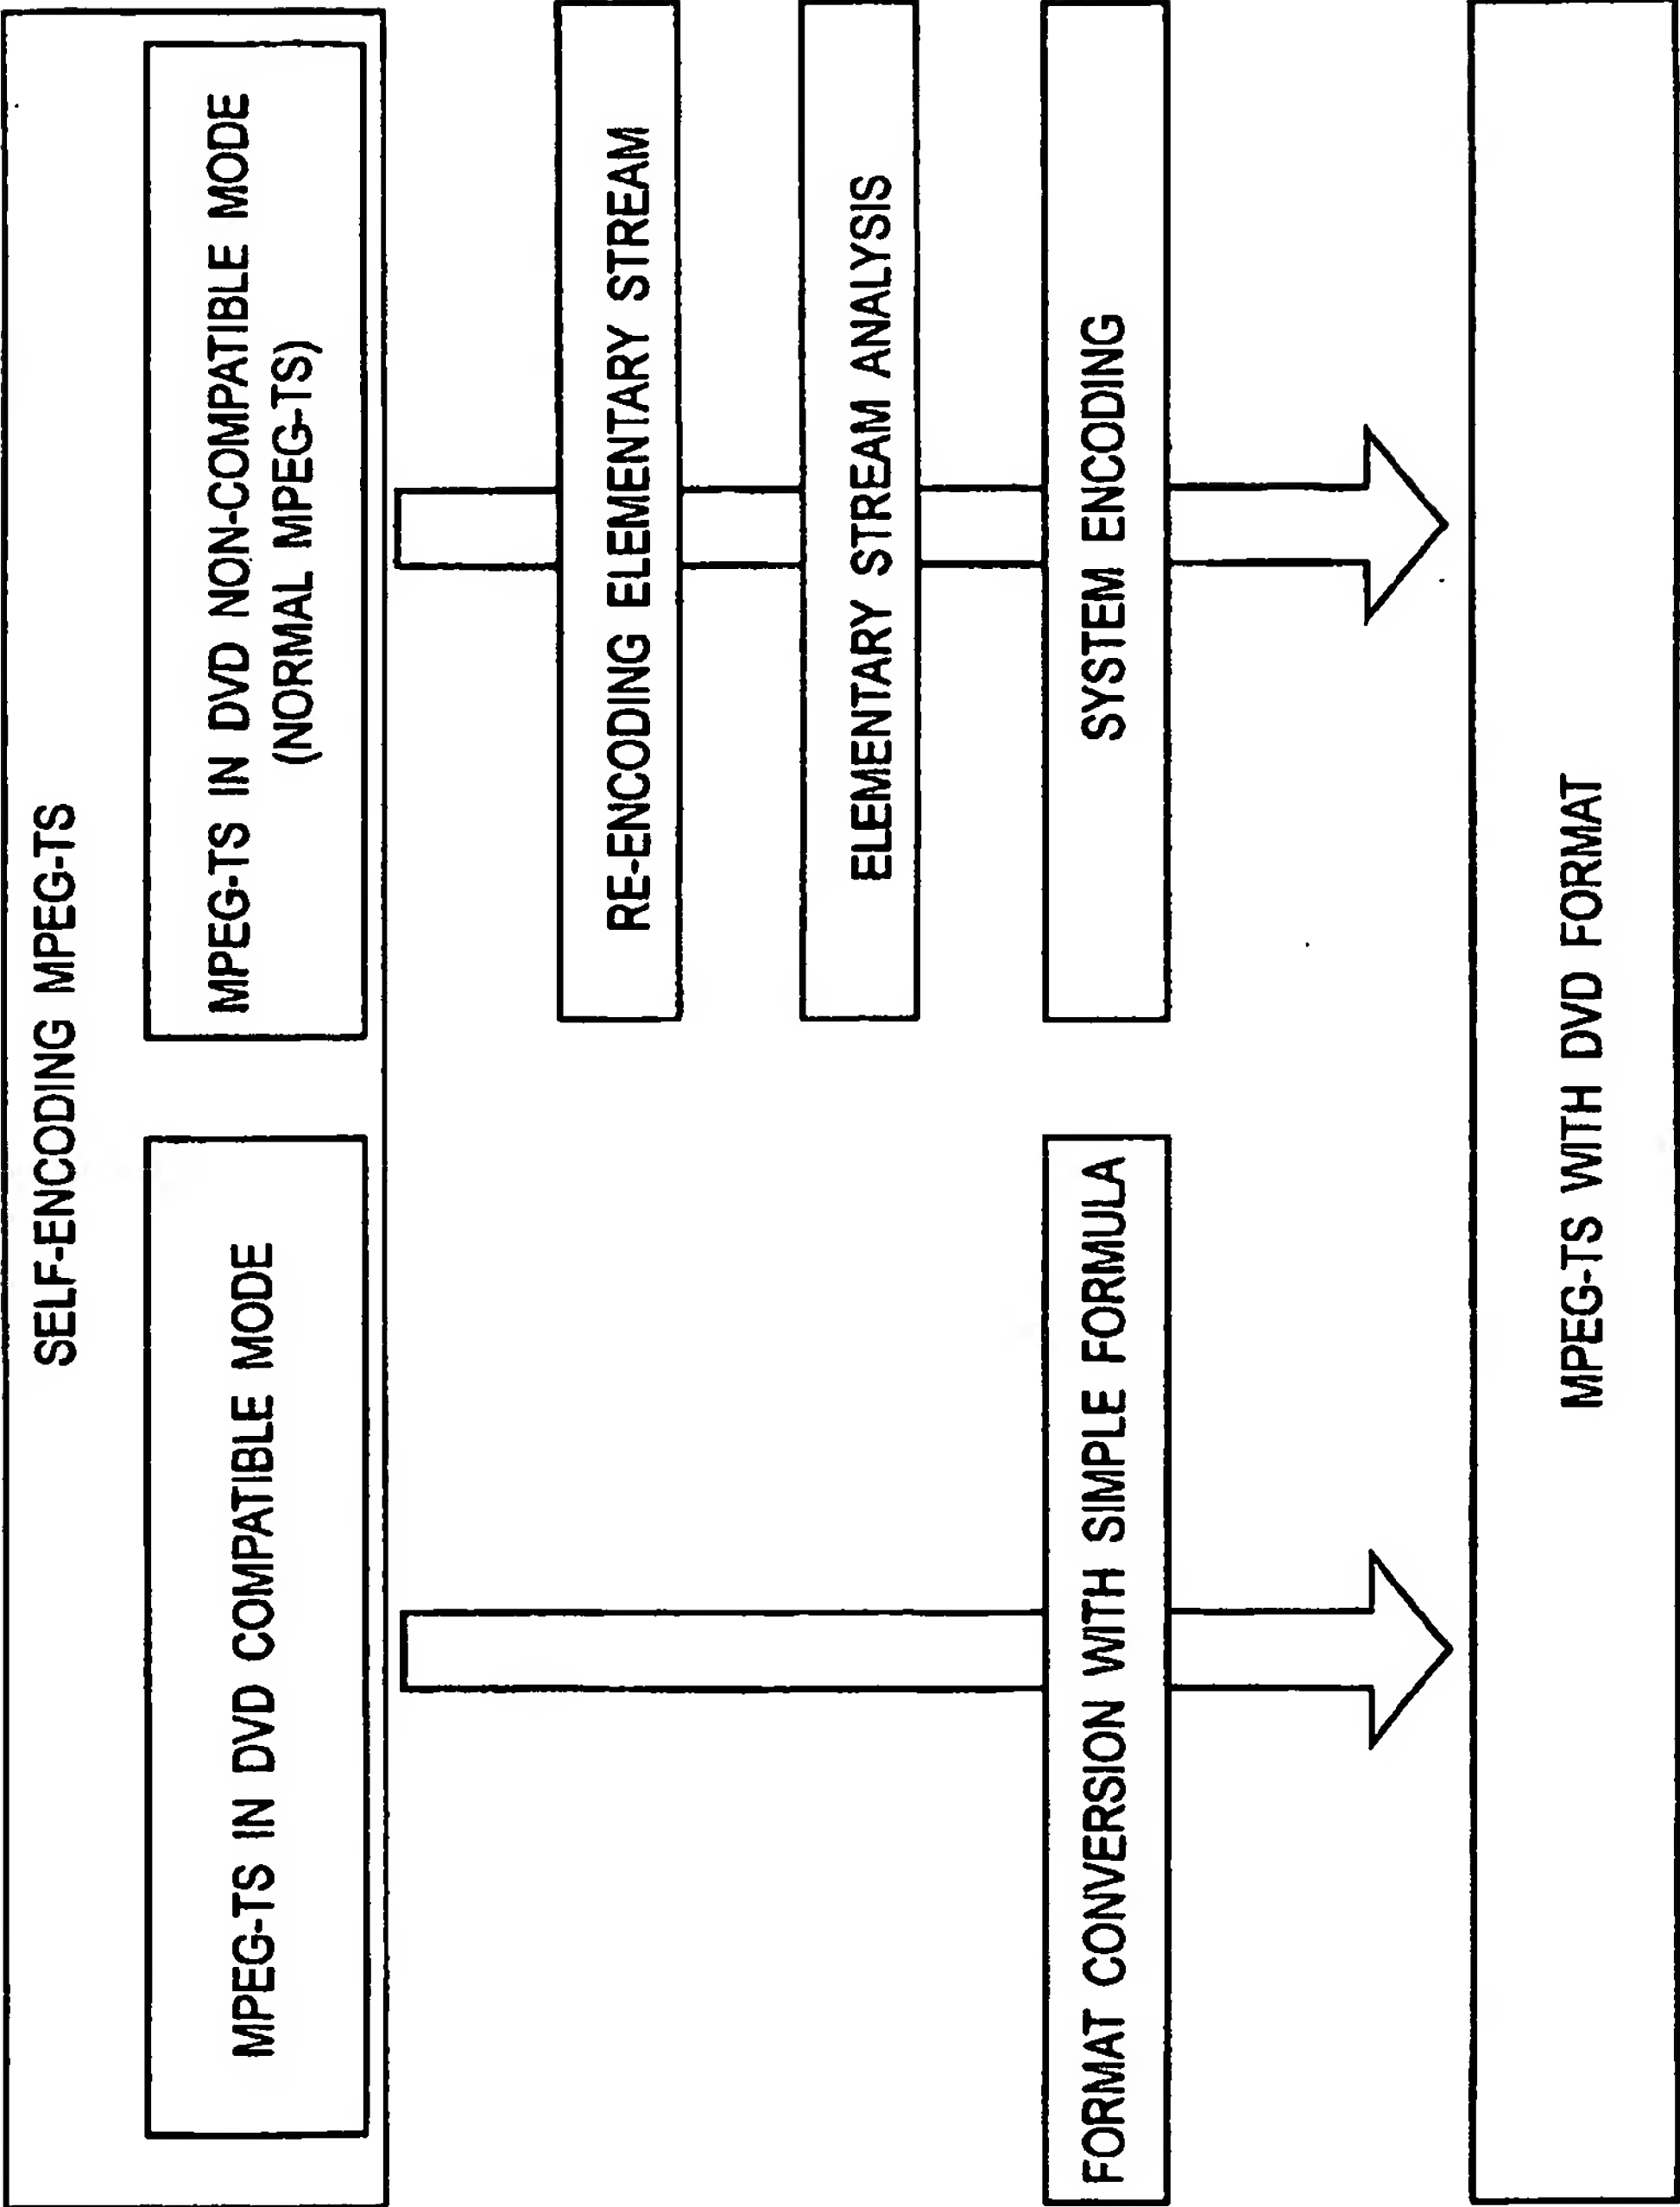 SELF-ENCODING MPEG-TS
MPEG-TS IN DVD COMPATIBLE MODE
MPEG-TS IN DVD NON-COMPATIBLE MODE
(NORMAL MPEG-TS)
RE-ENCODING ELEMENTARY STREAM
ELEMENTARY STREAM ANALYSIS
FORMAT CONVERSION WITH SIMPLE FORMULA
SYSTEM ENCODING
MPEG-TS WITH DVD FORMAT